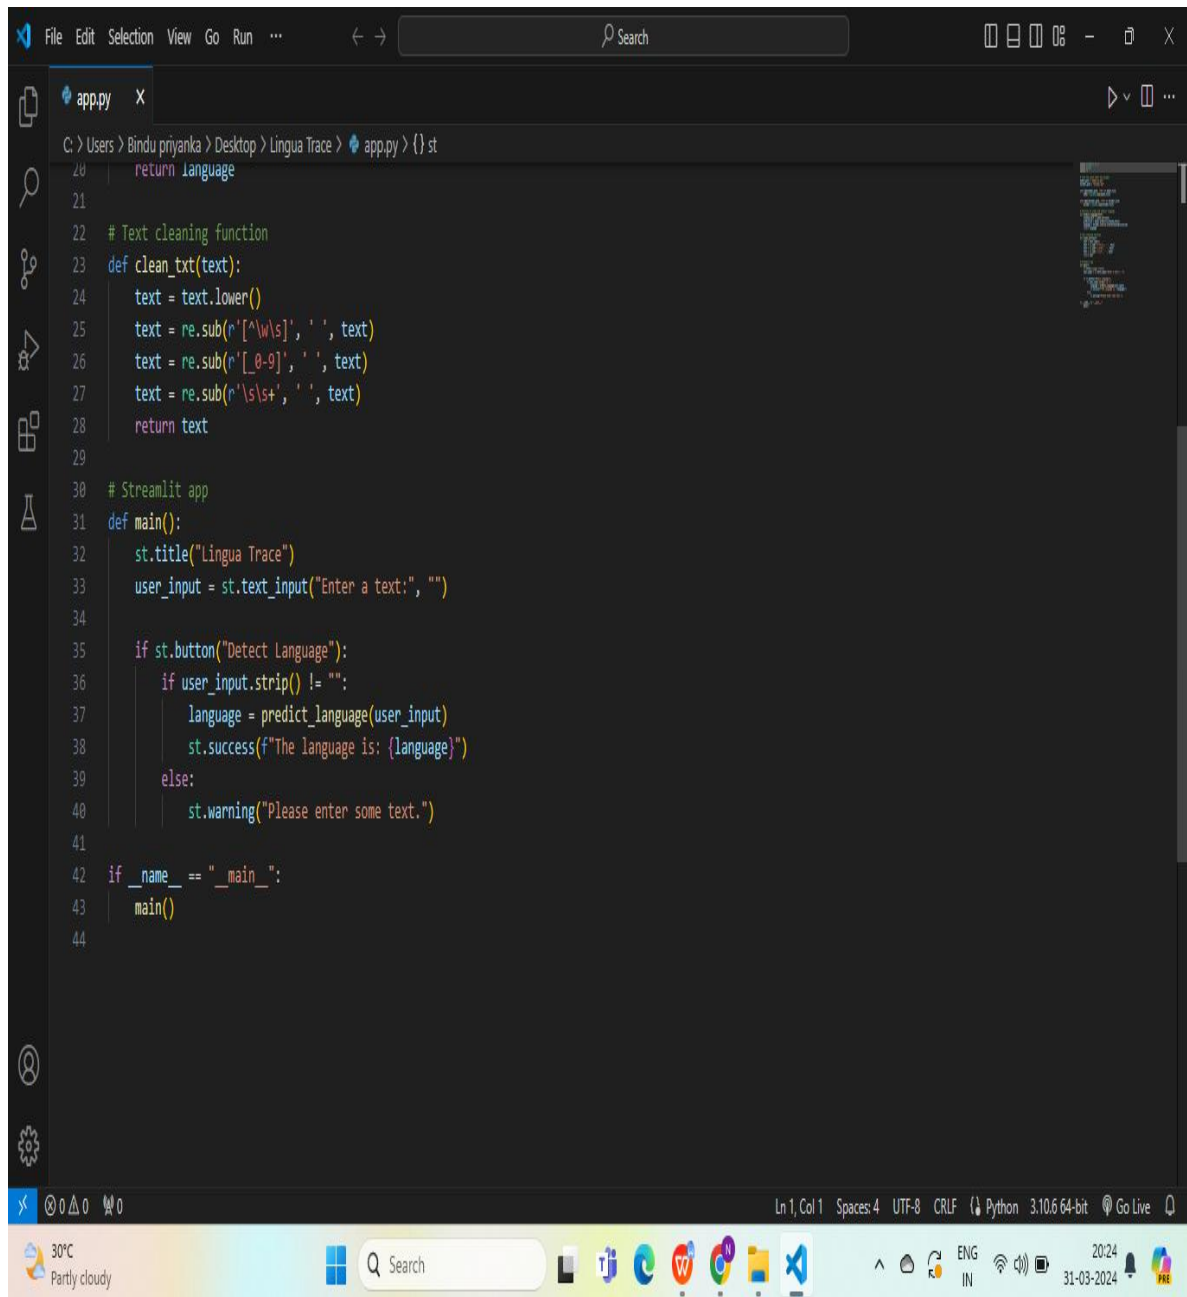 File Edit Selection View Go Run ··· ← → Search
app.py X
C: > Users > Bindu priyanka > Desktop > Lingua Trace > app.py > {} st
20 return language
21
22 # Text cleaning function
23 def clean_txt(text):
24 text = text.lower()
25 text = re.sub(r'[^\w\s]', ' ', text)
26 text = re.sub(r'[_0-9]', ' ', text)
27 text = re.sub(r'\s\s+', ' ', text)
28 return text
29
30 # Streamlit app
31 def main():
32 st.title("Lingua Trace")
33 user_input = st.text_input("Enter a text:", "")
34
35 if st.button("Detect Language"):
36 if user_input.strip() != "":
37 language = predict_language(user_input)
38 st.success(f"The language is: {language}")
39 else:
40 st.warning("Please enter some text.")
41
42 if __name__ == "__main__":
43 main()
44
0 0 0 Ln 1, Col 1 Spaces: 4 UTF-8 CRLF Python 3.10.6 64-bit Go Live
30°C
Partly cloudy
Search
ENG
IN
20:24
31-03-2024
PRE